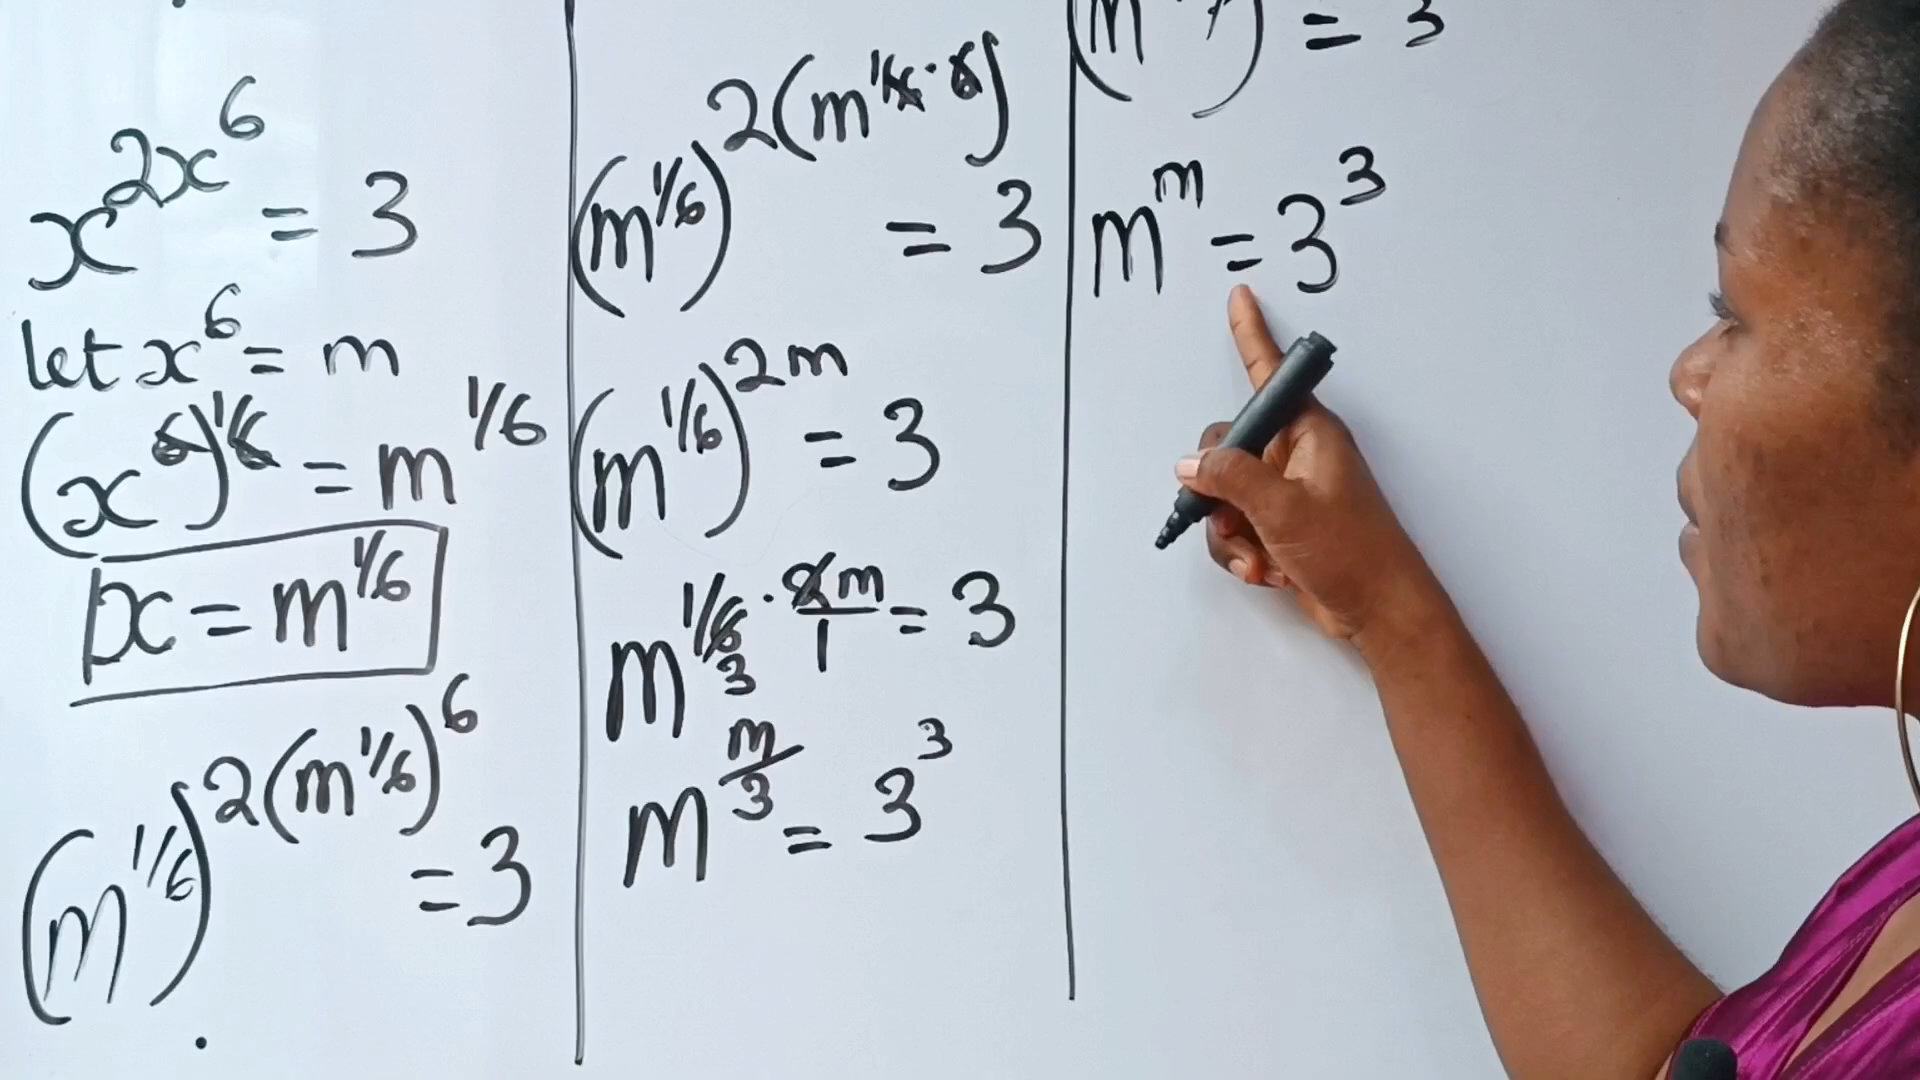 x^{2x^6} = 3
let x^6 = m
(x^6)^{1/6} = m^{1/6}
x = m^{1/6}
(m^{1/6})^{2(m^{1/6})^6} = 3
(m^{1/6})^{2(m^{1/6 · 6})} = 3
(m^{1/6})^{2m} = 3
m^{1/6 · 2m/1} = 3
3
m^{m/3} = 3^3
= 3
m^m = 3^3